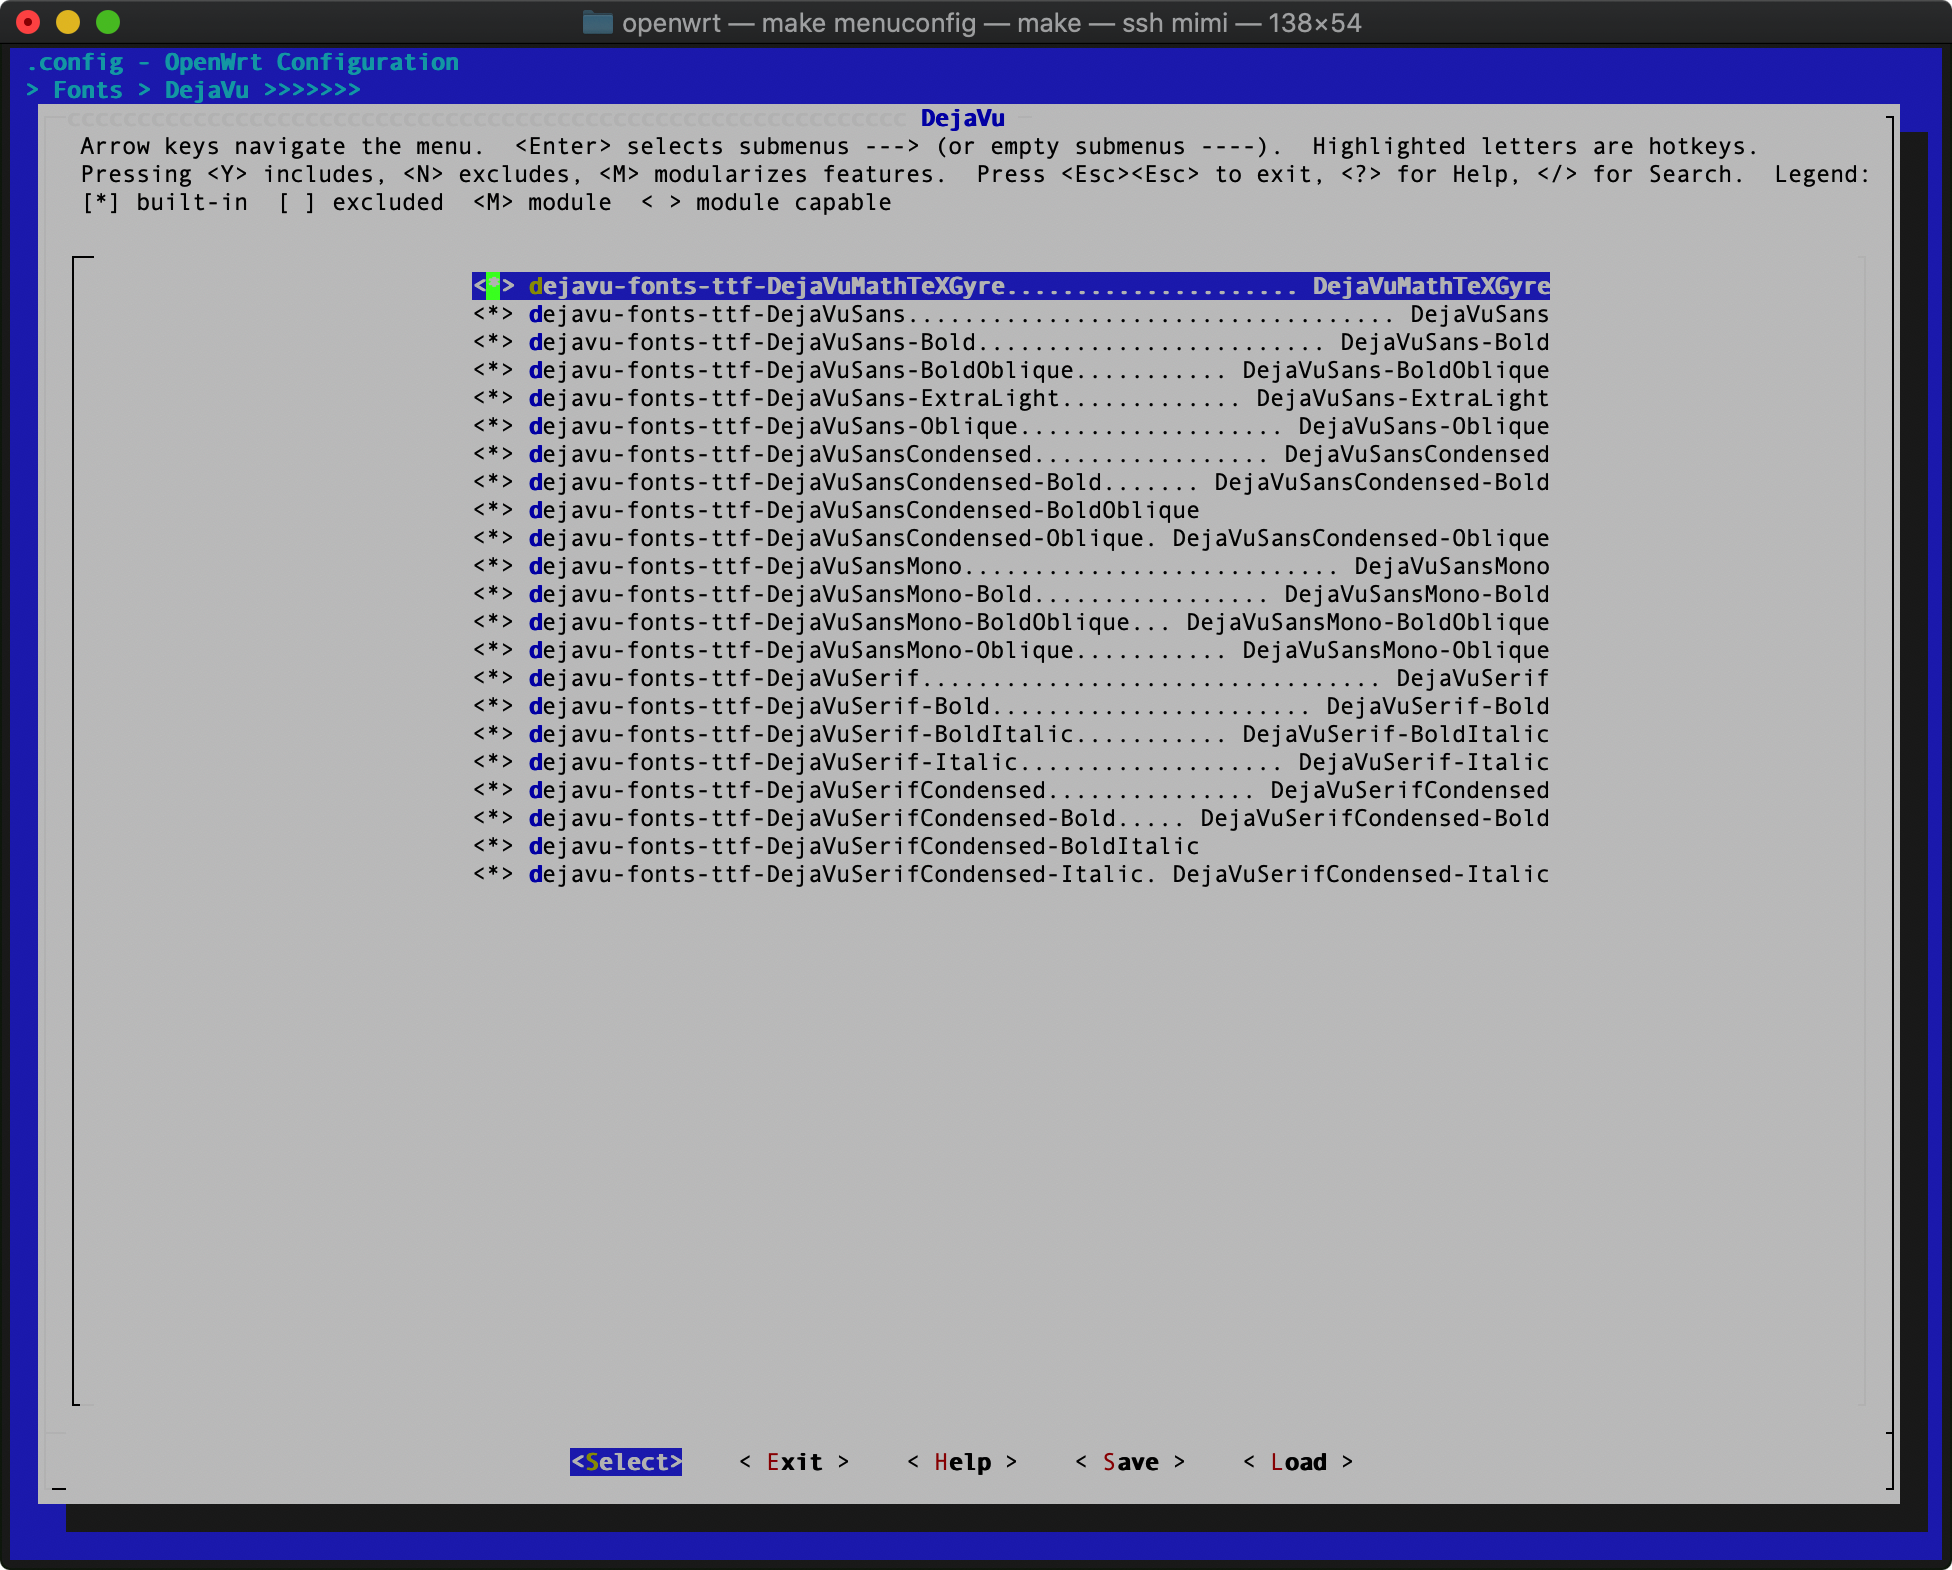 openwrt — make menuconfig — make — ssh mimi — 138×54
.config - OpenWrt Configuration
> Fonts > DejaVu >>>>>>>
DejaVu
Arrow keys navigate the menu.  <Enter> selects submenus ---> (or empty submenus ----).  Highlighted letters are hotkeys.
Pressing <Y> includes, <N> excludes, <M> modularizes features.  Press <Esc><Esc> to exit, <?> for Help, </> for Search.  Legend:
[*] built-in  [ ] excluded  <M> module  < > module capable
<*> dejavu-fonts-ttf-DejaVuMathTeXGyre..................... DejaVuMathTeXGyre
<*> dejavu-fonts-ttf-DejaVuSans................................... DejaVuSans
<*> dejavu-fonts-ttf-DejaVuSans-Bold......................... DejaVuSans-Bold
<*> dejavu-fonts-ttf-DejaVuSans-BoldOblique........... DejaVuSans-BoldOblique
<*> dejavu-fonts-ttf-DejaVuSans-ExtraLight............. DejaVuSans-ExtraLight
<*> dejavu-fonts-ttf-DejaVuSans-Oblique................... DejaVuSans-Oblique
<*> dejavu-fonts-ttf-DejaVuSansCondensed................. DejaVuSansCondensed
<*> dejavu-fonts-ttf-DejaVuSansCondensed-Bold....... DejaVuSansCondensed-Bold
<*> dejavu-fonts-ttf-DejaVuSansCondensed-BoldOblique
<*> dejavu-fonts-ttf-DejaVuSansCondensed-Oblique. DejaVuSansCondensed-Oblique
<*> dejavu-fonts-ttf-DejaVuSansMono........................... DejaVuSansMono
<*> dejavu-fonts-ttf-DejaVuSansMono-Bold................. DejaVuSansMono-Bold
<*> dejavu-fonts-ttf-DejaVuSansMono-BoldOblique... DejaVuSansMono-BoldOblique
<*> dejavu-fonts-ttf-DejaVuSansMono-Oblique........... DejaVuSansMono-Oblique
<*> dejavu-fonts-ttf-DejaVuSerif................................. DejaVuSerif
<*> dejavu-fonts-ttf-DejaVuSerif-Bold....................... DejaVuSerif-Bold
<*> dejavu-fonts-ttf-DejaVuSerif-BoldItalic........... DejaVuSerif-BoldItalic
<*> dejavu-fonts-ttf-DejaVuSerif-Italic................... DejaVuSerif-Italic
<*> dejavu-fonts-ttf-DejaVuSerifCondensed............... DejaVuSerifCondensed
<*> dejavu-fonts-ttf-DejaVuSerifCondensed-Bold..... DejaVuSerifCondensed-Bold
<*> dejavu-fonts-ttf-DejaVuSerifCondensed-BoldItalic
<*> dejavu-fonts-ttf-DejaVuSerifCondensed-Italic. DejaVuSerifCondensed-Italic
<Select>    < Exit >    < Help >    < Save >    < Load >